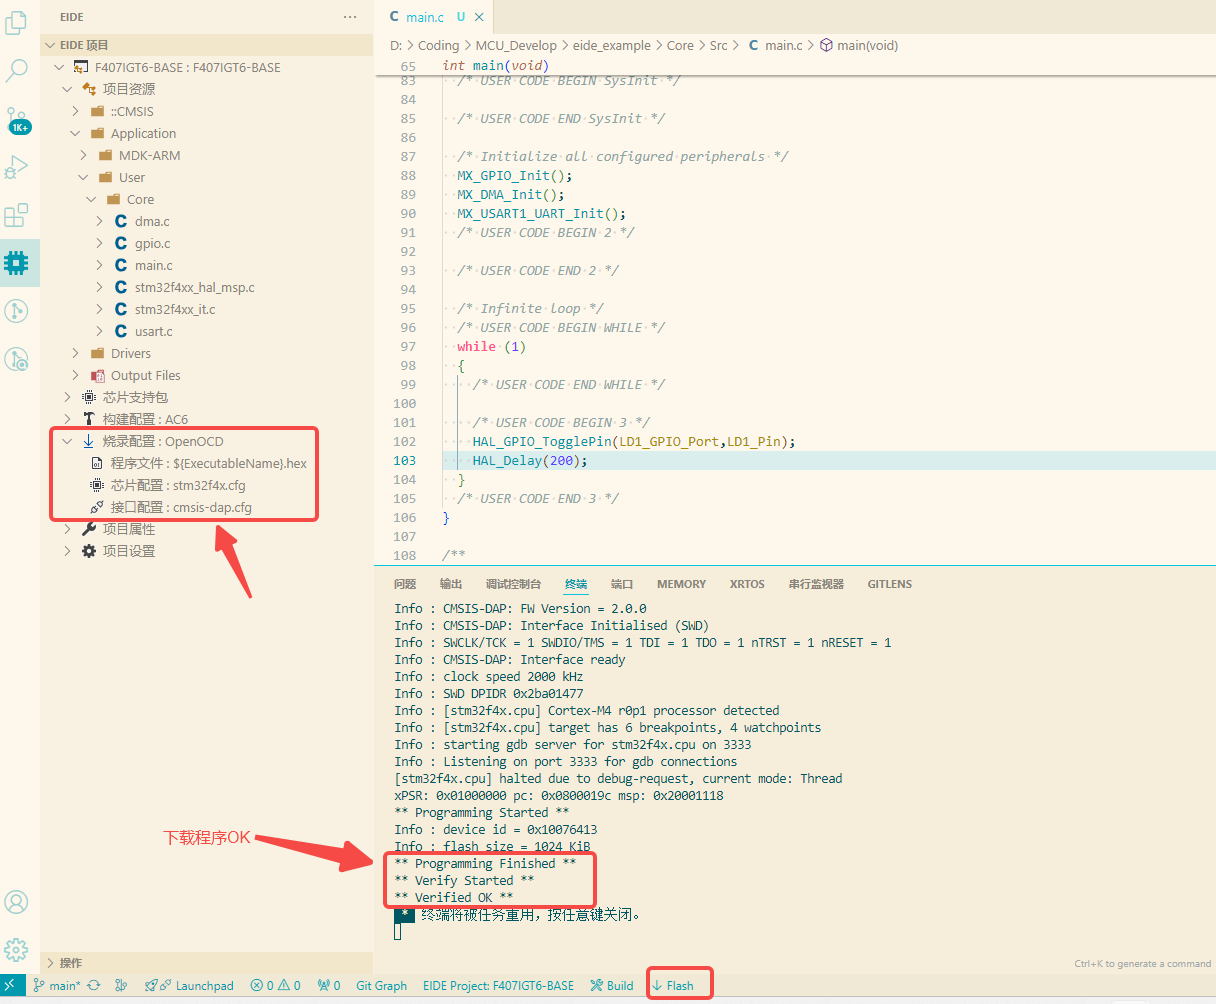 EIDE
EIDE 项目
F407IGT6-BASE : F407IGT6-BASE
项目资源
::CMSIS
Application
MDK-ARM
User
Core
dma.c
gpio.c
main.c
stm32f4xx_hal_msp.c
stm32f4xx_it.c
usart.c
Drivers
Output Files
芯片支持包
构建配置 : AC6
烧录配置 : OpenOCD
程序文件 : ${ExecutableName}.hex
芯片配置 : stm32f4x.cfg
接口配置 : cmsis-dap.cfg
项目属性
项目设置
1K+
下载程序OK
操作
C main.c U
D: > Coding > MCU_Develop > eide_example > Core > Src > C main.c > main(void)
65 int main(void)
83 /* USER CODE BEGIN SysInit */
84
85 /* USER CODE END SysInit */
86
87 /* Initialize all configured peripherals */
88 MX_GPIO_Init();
89 MX_DMA_Init();
90 MX_USART1_UART_Init();
91 /* USER CODE BEGIN 2 */
92
93 /* USER CODE END 2 */
94
95 /* Infinite loop */
96 /* USER CODE BEGIN WHILE */
97 while (1)
98 {
99 /* USER CODE END WHILE */
100
101 /* USER CODE BEGIN 3 */
102 HAL_GPIO_TogglePin(LD1_GPIO_Port,LD1_Pin);
103 HAL_Delay(200);
104 }
105 /* USER CODE END 3 */
106 }
107
108 /**
问题 输出 调试控制台 终端 端口 MEMORY XRTOS 串行监视器 GITLENS
Info : CMSIS-DAP: FW Version = 2.0.0
Info : CMSIS-DAP: Interface Initialised (SWD)
Info : SWCLK/TCK = 1 SWDIO/TMS = 1 TDI = 1 TDO = 1 nTRST = 1 nRESET = 1
Info : CMSIS-DAP: Interface ready
Info : clock speed 2000 kHz
Info : SWD DPIDR 0x2ba01477
Info : [stm32f4x.cpu] Cortex-M4 r0p1 processor detected
Info : [stm32f4x.cpu] target has 6 breakpoints, 4 watchpoints
Info : starting gdb server for stm32f4x.cpu on 3333
Info : Listening on port 3333 for gdb connections
[stm32f4x.cpu] halted due to debug-request, current mode: Thread
xPSR: 0x01000000 pc: 0x0800019c msp: 0x20001118
** Programming Started **
Info : device id = 0x10076413
Info : flash size = 1024 KiB
** Programming Finished **
** Verify Started **
** Verified OK **
* 终端将被任务重用，按任意键关闭。
Ctrl+K to generate a command
main* Launchpad 0 0 0 Git Graph EIDE Project: F407IGT6-BASE Build Flash